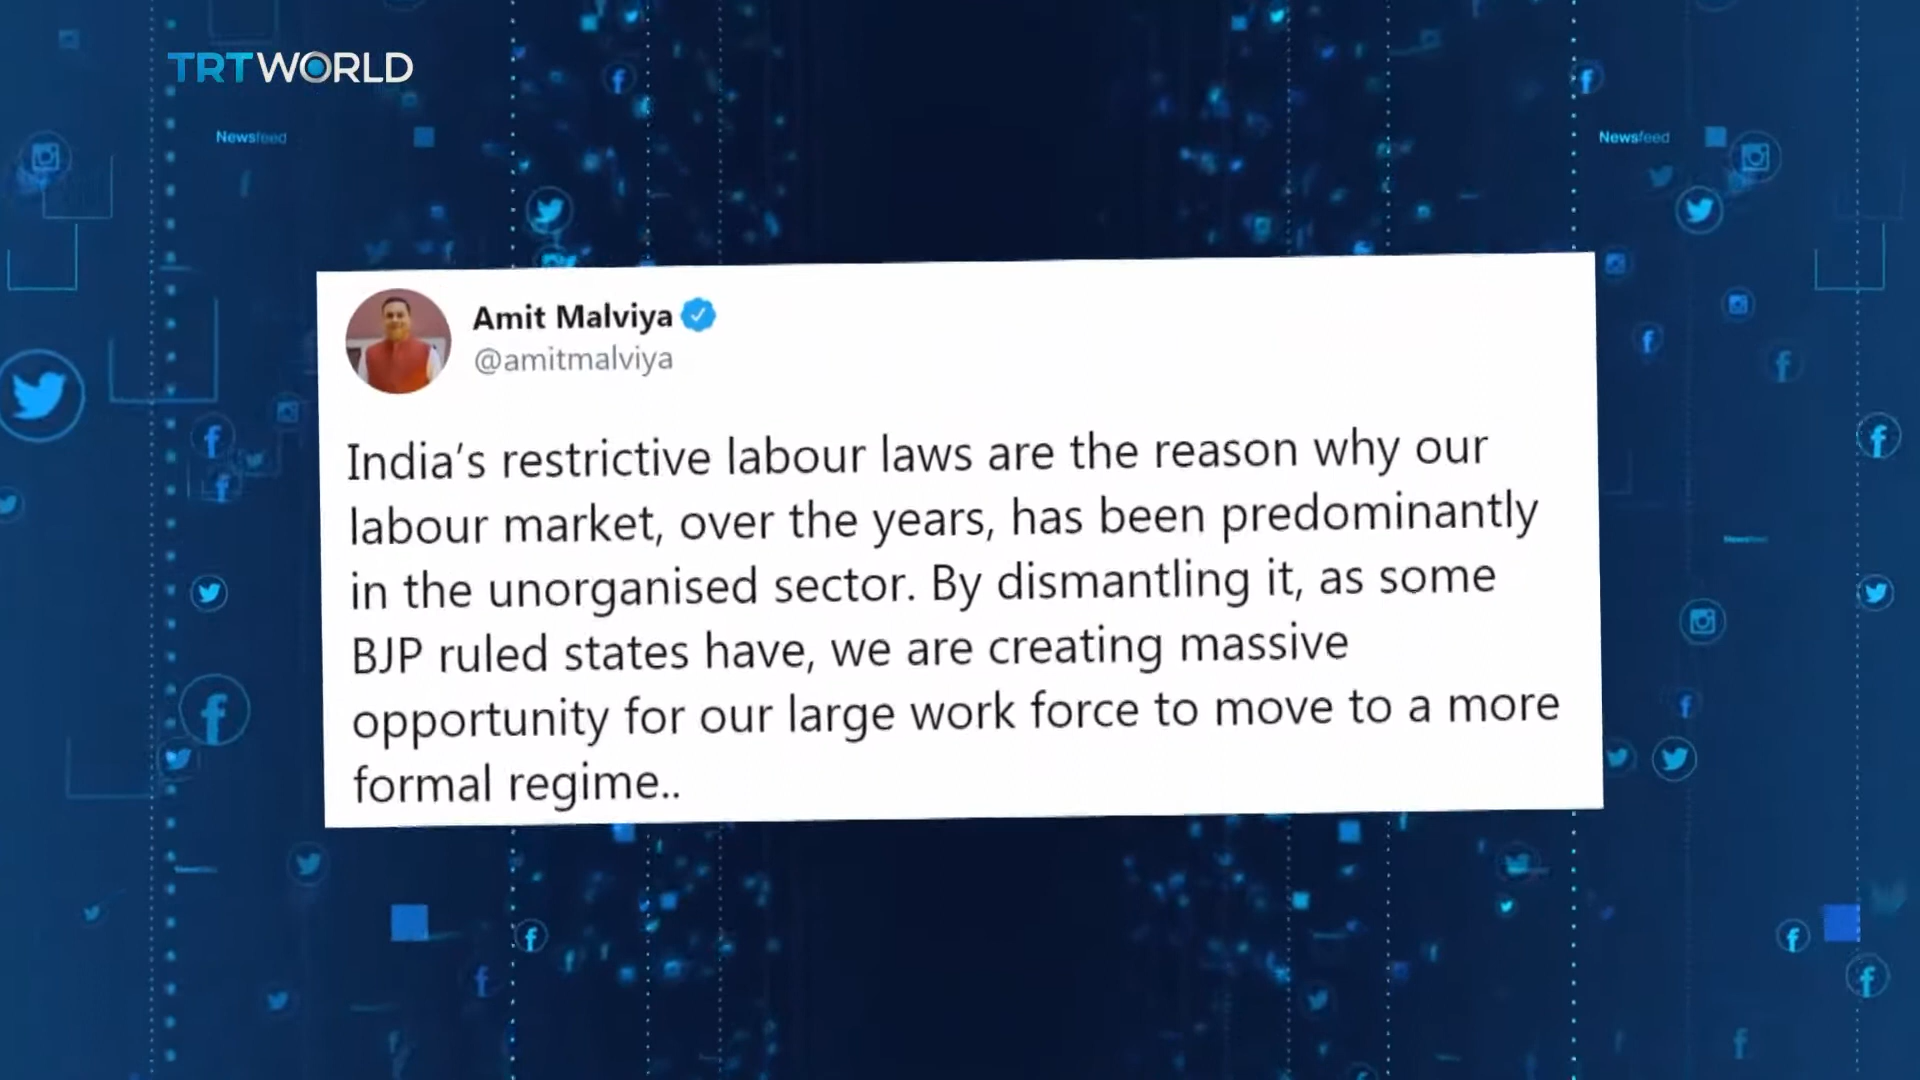 TRT WORLD
Newsfeed
Newsfeed
Amit Malviya
@amitmalviya
India's restrictive labour laws are the reason why our
labour market, over the years, has been predominantly
in the unorganised sector. By dismantling it, as some
BJP ruled states have, we are creating massive
opportunity for our large work force to move to a more
formal regime..